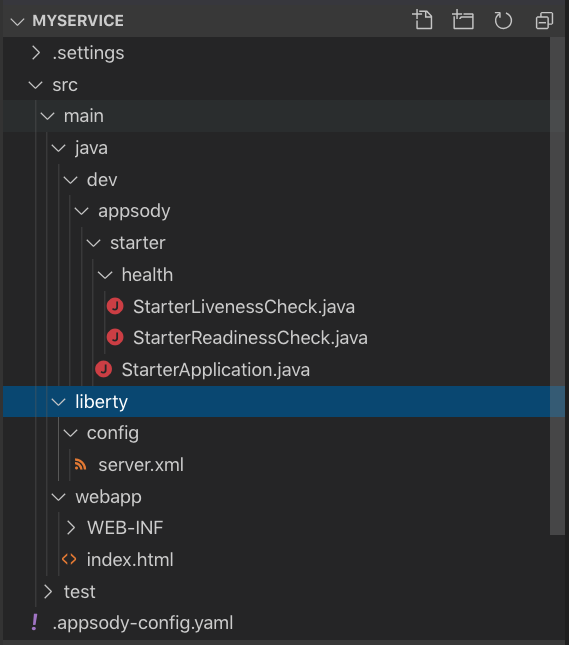 MYSERVICE
.settings
src
main
java
dev
appsody
starter
health
J StarterLivenessCheck.java
J StarterReadinessCheck.java
J StarterApplication.java
liberty
config
server.xml
webapp
WEB-INF
<> index.html
test
! .appsody-config.yaml